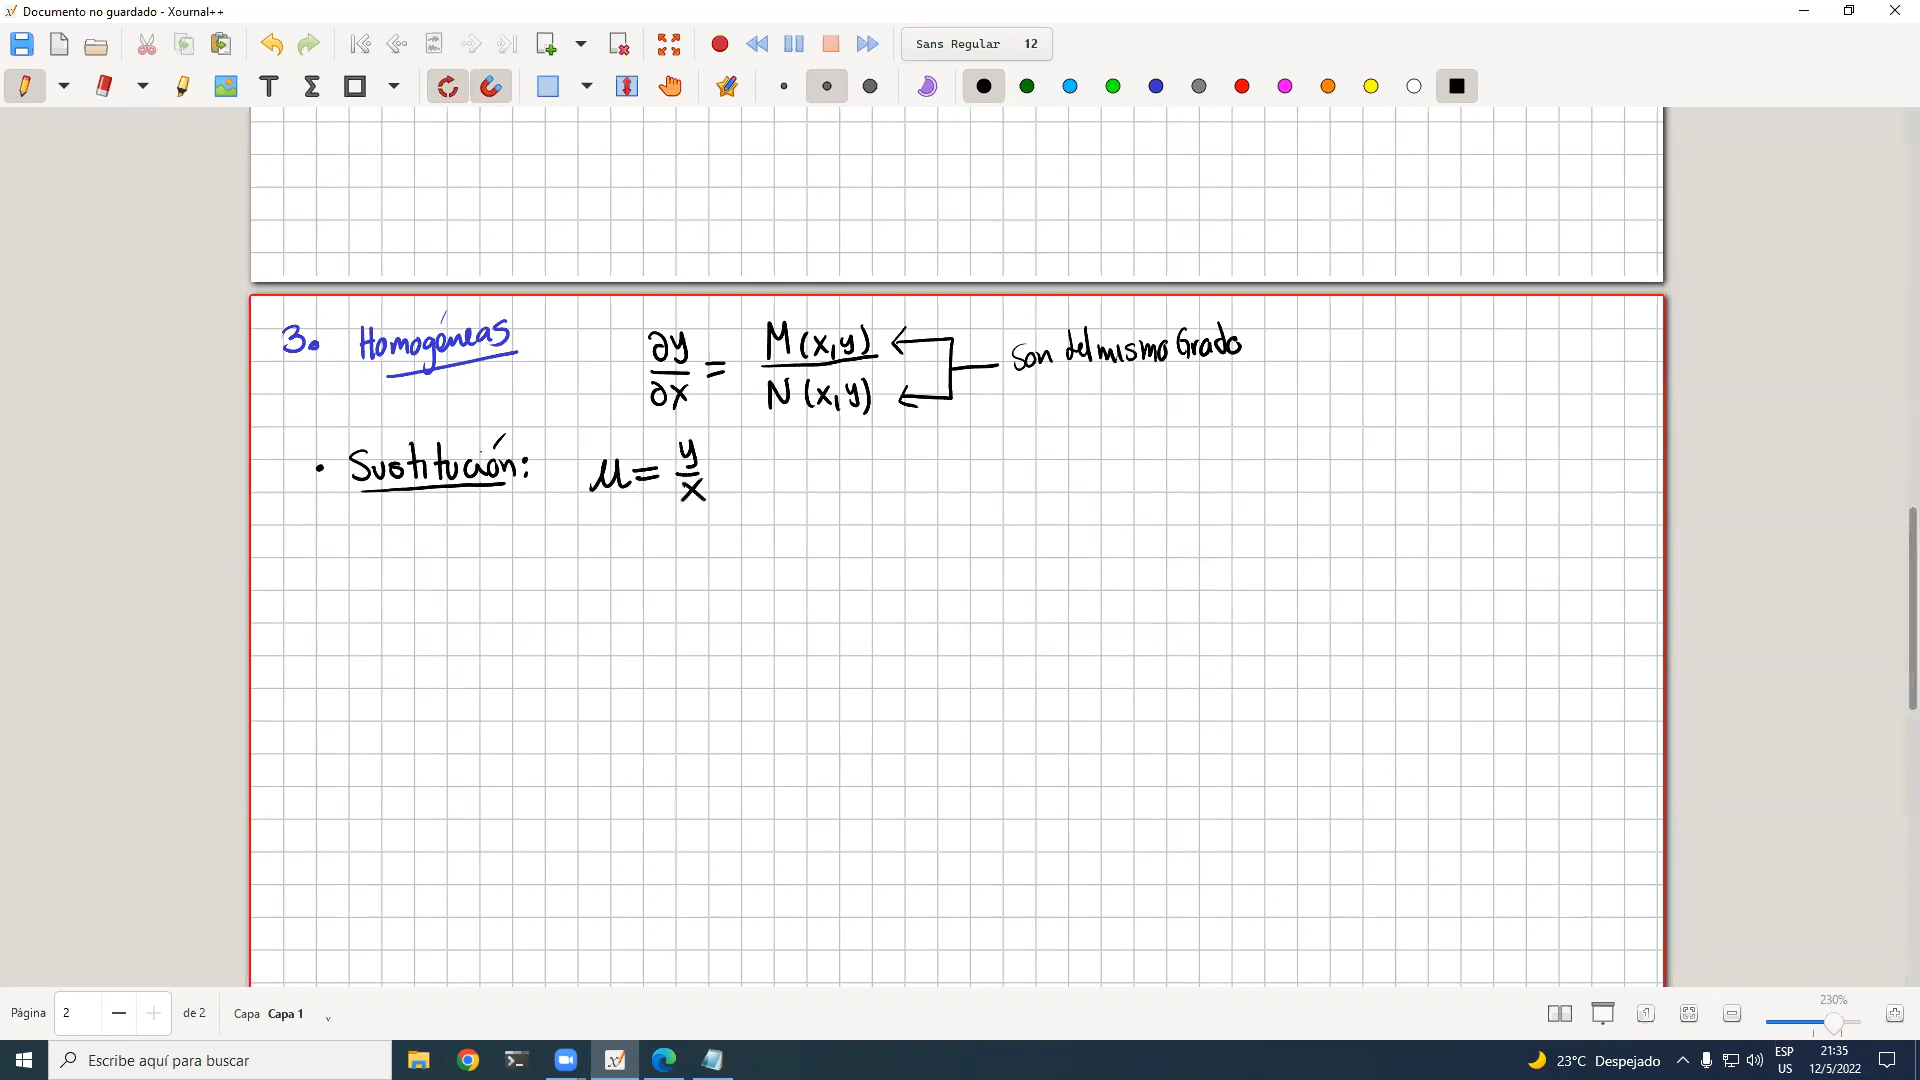 Documento no guardado - Xournal++
Sans Regular 12
3. Homogéneas
∂y/∂x = M(x,y)/N(x,y)
Son del mismo Grado
• Sustitución: μ = y/x
Página 2 de 2 Capa Capa 1
230%
Escribe aquí para buscar
23°C Despejado
ESP
US
21:35
12/5/2022